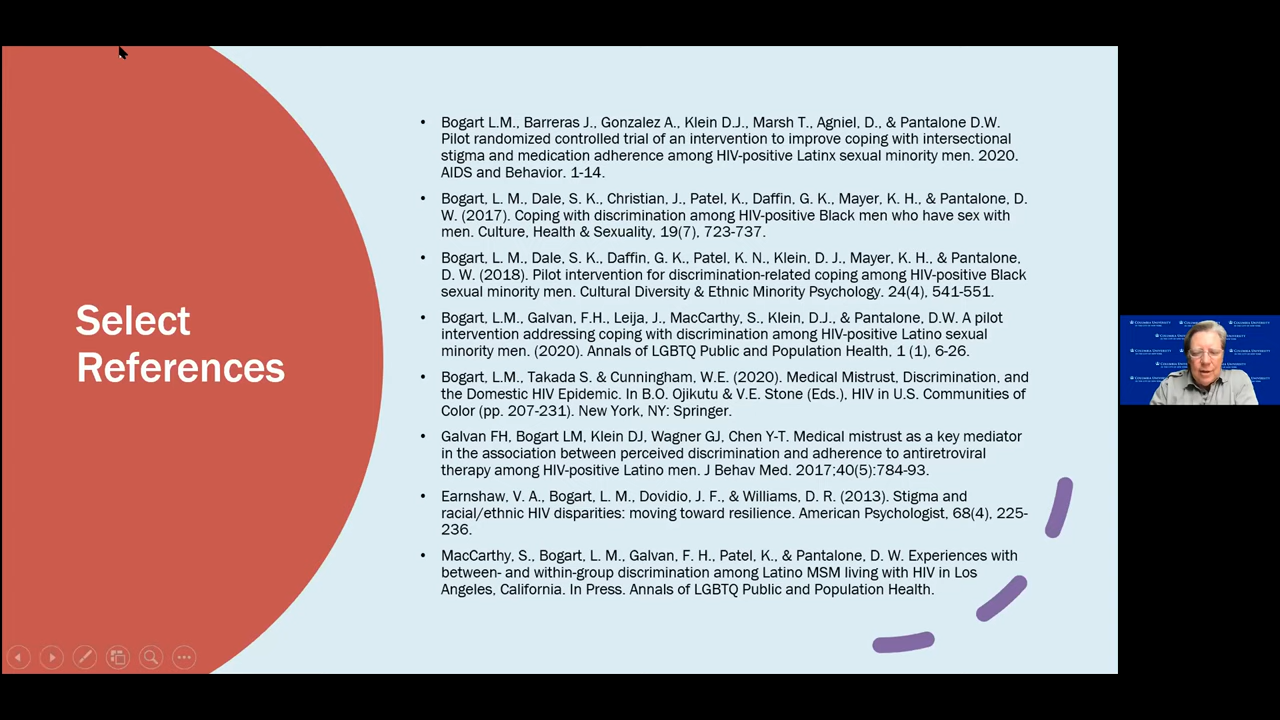 Select
References
• Bogart L.M., Barreras J., Gonzalez A., Klein D.J., Marsh T., Agniel, D., & Pantalone D.W.
Pilot randomized controlled trial of an intervention to improve coping with intersectional
stigma and medication adherence among HIV-positive Latinx sexual minority men. 2020.
AIDS and Behavior. 1-14.
• Bogart, L. M., Dale, S. K., Christian, J., Patel, K., Daffin, G. K., Mayer, K. H., & Pantalone, D.
W. (2017). Coping with discrimination among HIV-positive Black men who have sex with
men. Culture, Health & Sexuality, 19(7), 723-737.
• Bogart, L. M., Dale, S. K., Daffin, G. K., Patel, K. N., Klein, D. J., Mayer, K. H., & Pantalone,
D. W. (2018). Pilot intervention for discrimination-related coping among HIV-positive Black
sexual minority men. Cultural Diversity & Ethnic Minority Psychology. 24(4), 541-551.
• Bogart, L.M., Galvan, F.H., Leija, J., MacCarthy, S., Klein, D.J., & Pantalone, D.W. A pilot
intervention addressing coping with discrimination among HIV-positive Latino sexual
minority men. (2020). Annals of LGBTQ Public and Population Health, 1 (1), 6-26.
• Bogart, L.M., Takada S. & Cunningham, W.E. (2020). Medical Mistrust, Discrimination, and
the Domestic HIV Epidemic. In B.O. Ojikutu & V.E. Stone (Eds.), HIV in U.S. Communities of
Color (pp. 207-231). New York, NY: Springer.
• Galvan FH, Bogart LM, Klein DJ, Wagner GJ, Chen Y-T. Medical mistrust as a key mediator
in the association between perceived discrimination and adherence to antiretroviral
therapy among HIV-positive Latino men. J Behav Med. 2017;40(5):784-93.
• Earnshaw, V. A., Bogart, L. M., Dovidio, J. F., & Williams, D. R. (2013). Stigma and
racial/ethnic HIV disparities: moving toward resilience. American Psychologist, 68(4), 225-
236.
• MacCarthy, S., Bogart, L. M., Galvan, F. H., Patel, K., & Pantalone, D. W. Experiences with
between- and within-group discrimination among Latino MSM living with HIV in Los
Angeles, California. In Press. Annals of LGBTQ Public and Population Health.
COLUMBIA UNIVERSITY